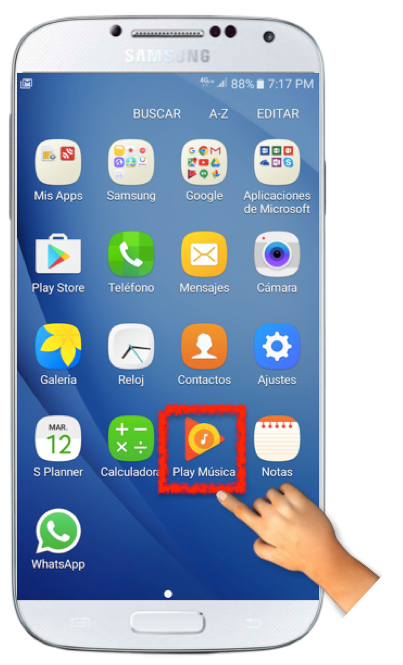 SAMSUNG
4G 88% 7:17 PM
BUSCAR A-Z EDITAR
Mis Apps Samsung Google Aplicaciones
de Microsoft
Play Store Teléfono Mensajes Cámara
Galería Reloj Contactos Ajustes
MAR.
12
S Planner Calculadora Play Música Notas
WhatsApp